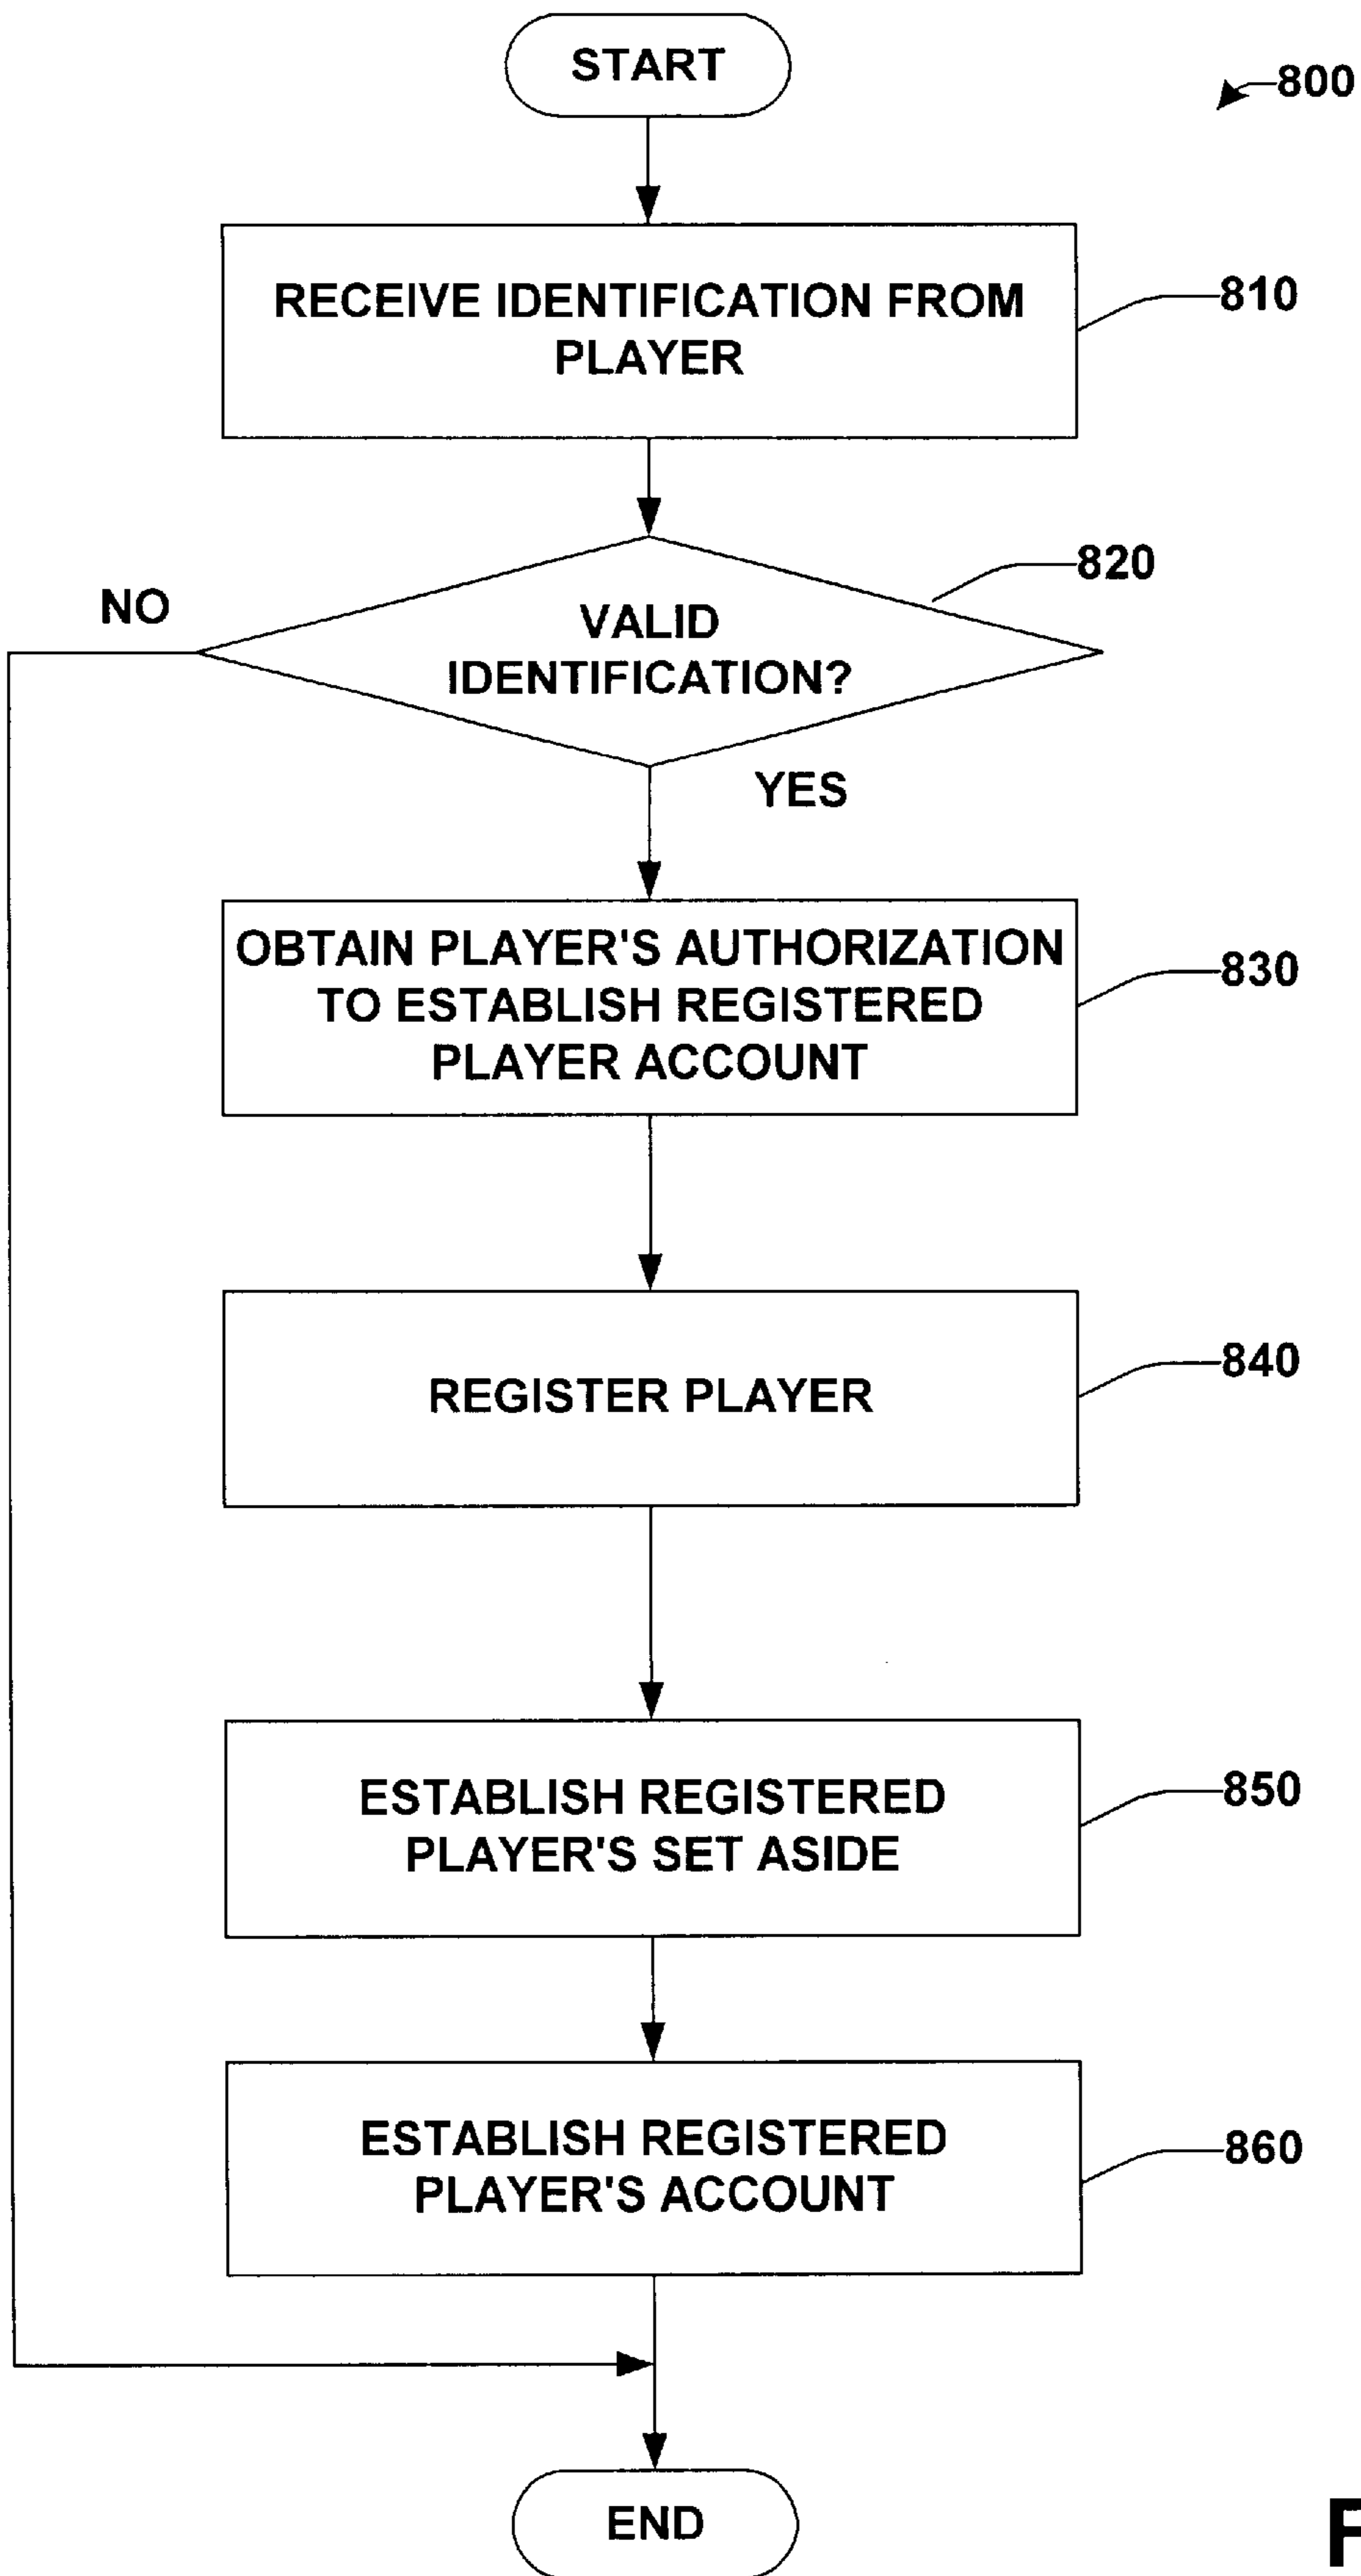 START
800
RECEIVE IDENTIFICATION FROM
PLAYER
810
820
NO
VALID
IDENTIFICATION?
YES
OBTAIN PLAYER'S AUTHORIZATION
TO ESTABLISH REGISTERED
PLAYER ACCOUNT
830
REGISTER PLAYER
840
ESTABLISH REGISTERED
PLAYER'S SET ASIDE
850
ESTABLISH REGISTERED
PLAYER'S ACCOUNT
860
END